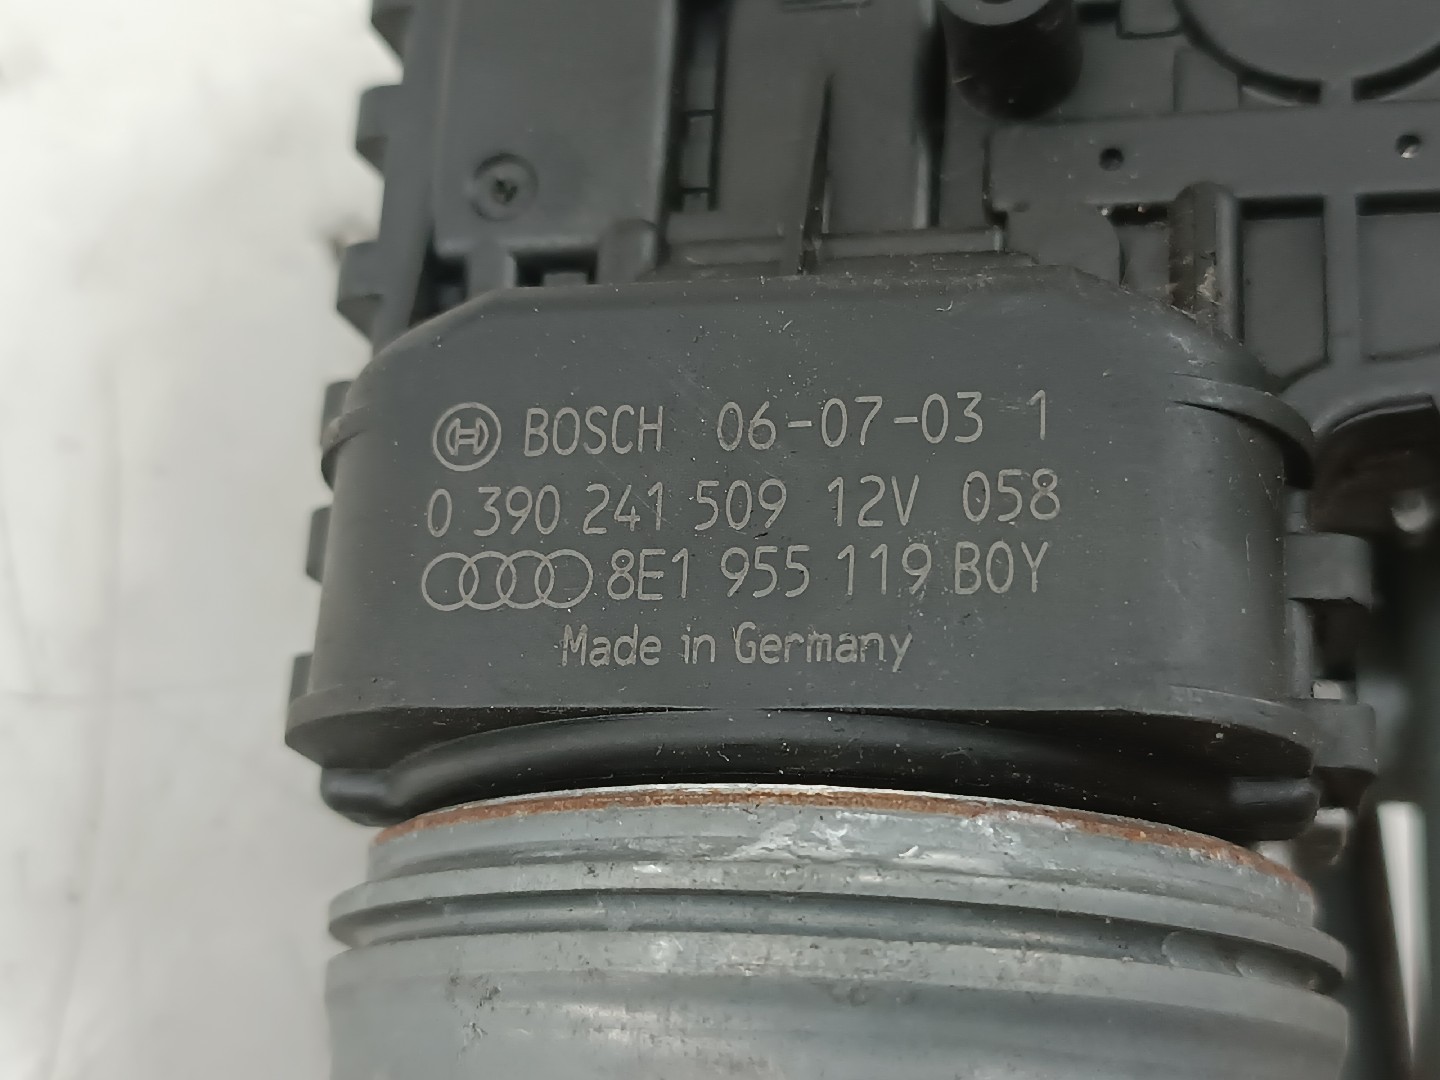 BOSCH 06-07-03 1
0 390 241 509 12V 058
8E1 955 119 B0Y
Made in Germany